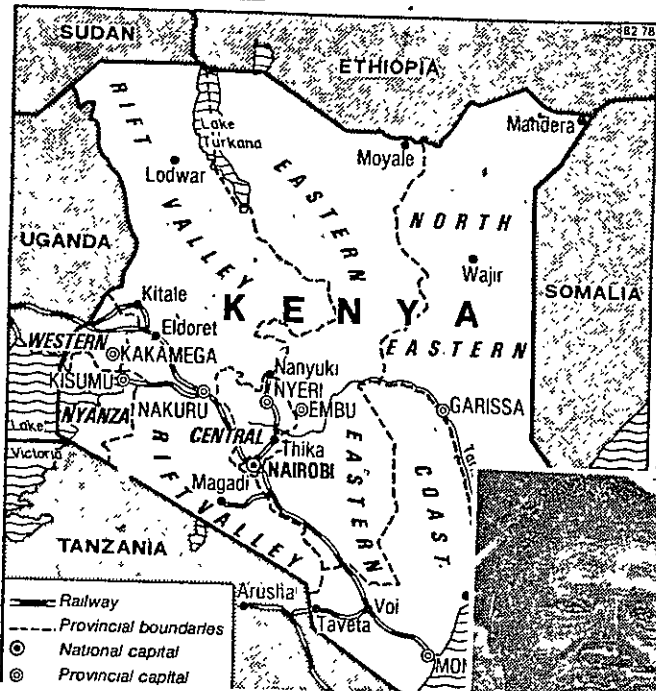 SUDAN
82 78
ETHIOPIA
RIFT
Lake
Turkana
Mandera
Moyale
Lodwar
EASTERN
VALLEY
NORTH
UGANDA
Wajir
Kitale
SOMALIA
KENYA
Eldoret
WESTERN
EASTERN
KAKAMEGA
Nanyuki
KISUMU
NYERI
EMBU
GARISSA
NYANZA
NAKURU
Lake
CENTRAL
Thika
Victoria
NAIROBI
EASTERN
COAST
Magadi
RIFT VALLEY
TANZANIA
Railway
Arusha
Voi
Provincial boundaries
Taveta
National capital
Provincial capital